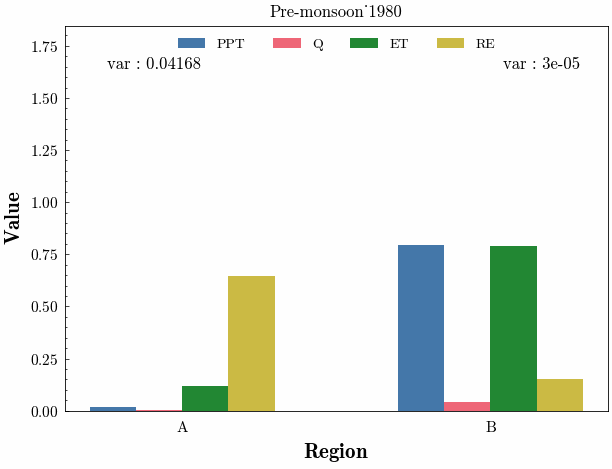 Pre-monsoon˙1980
PPT Q ET RE
var : 0.04168 var : 3e-05
1.75
1.50
1.25
1.00
0.75
0.50
0.25
0.00
Value
A B
Region